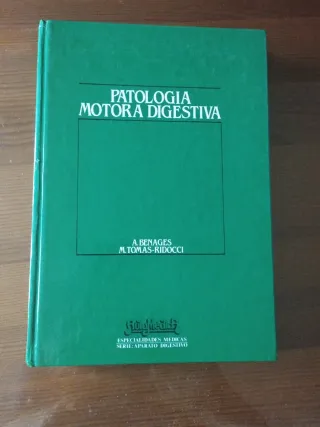 PATOLOGIA
MOTORA DIGESTIVA
A. BENAGES
M. TOMAS-RIDOCCI
ESPECIALIDADES MEDICAS
SERIE: APARATO DIGESTIVO